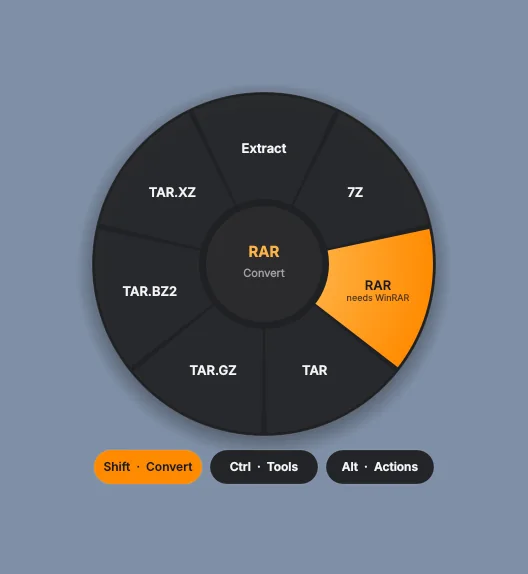 Extract
TAR.XZ
7Z
RAR
Convert
RAR
needs WinRAR
TAR.BZ2
TAR.GZ
TAR
Shift · Convert
Ctrl · Tools
Alt · Actions